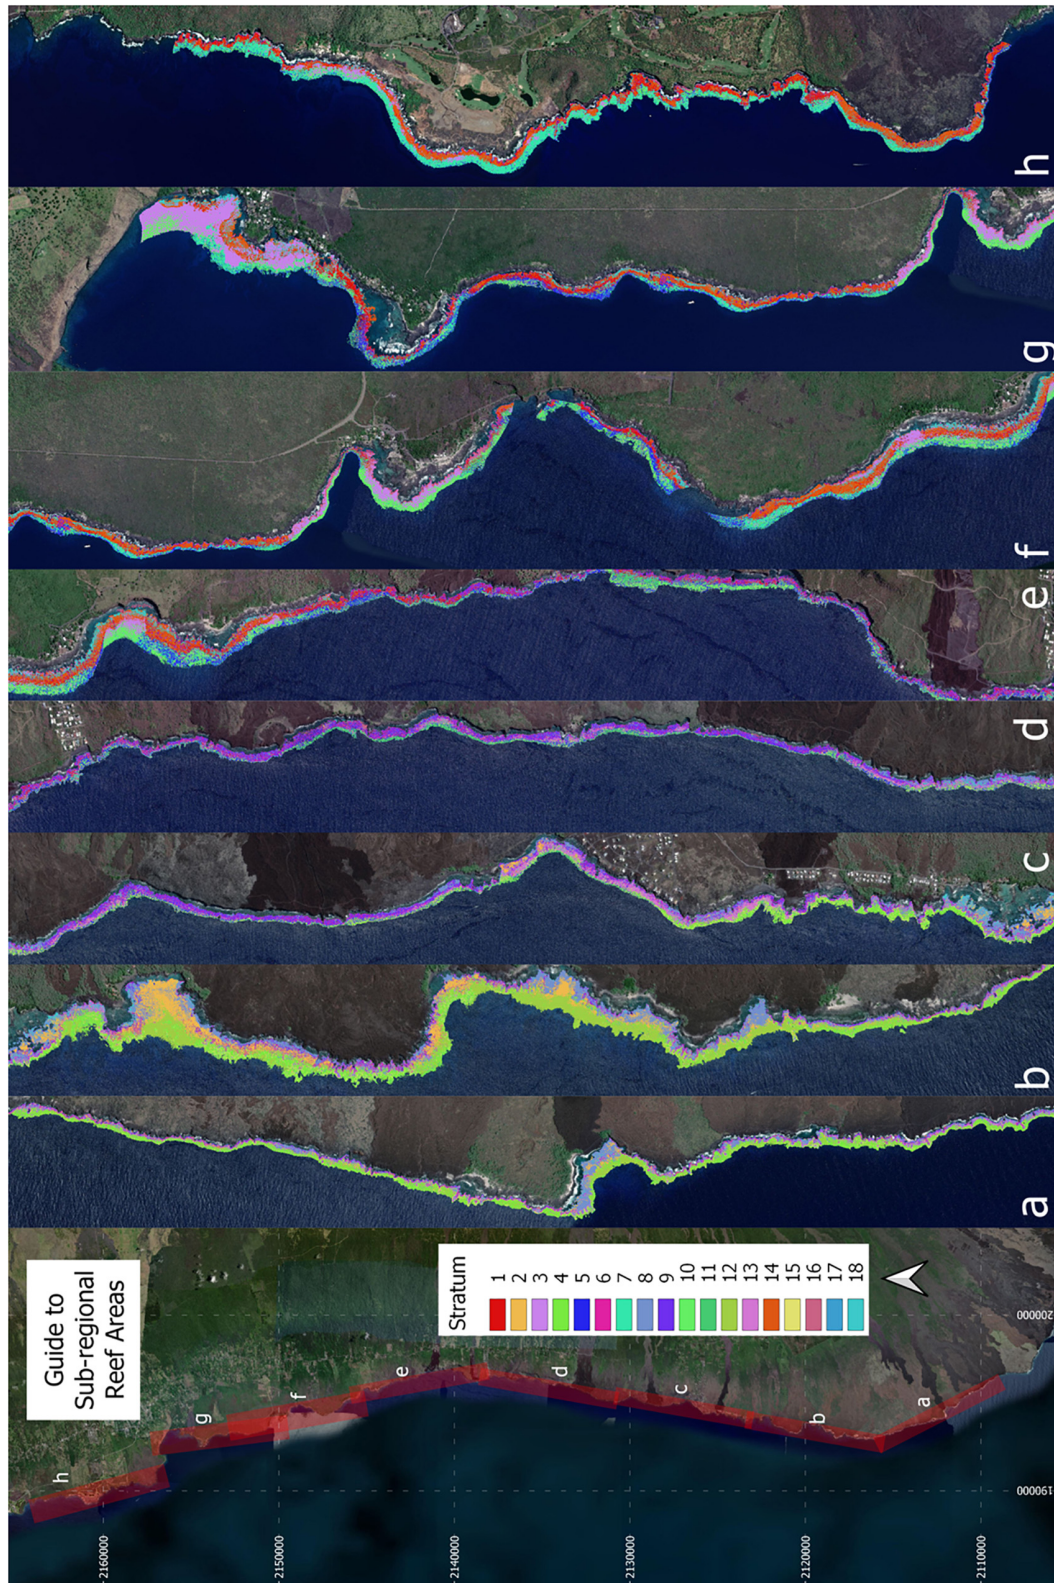 h
g
f
e
d
c
b
a
Guide to
Sub-regional
Reef Areas
Stratum
1
2
3
4
5
6
7
8
9
10
11
12
13
14
15
16
17
18
h
g
f
e
d
c
b
a
200000
190000
2160000
2150000
2140000
2130000
2120000
2110000